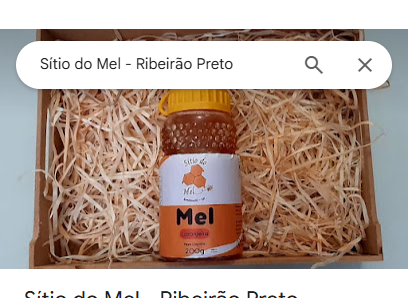 Sítio do Mel - Ribeirão Preto
Sítio do
Mel
Mel
200g
Sítio do Mel - Ribeirão Preto